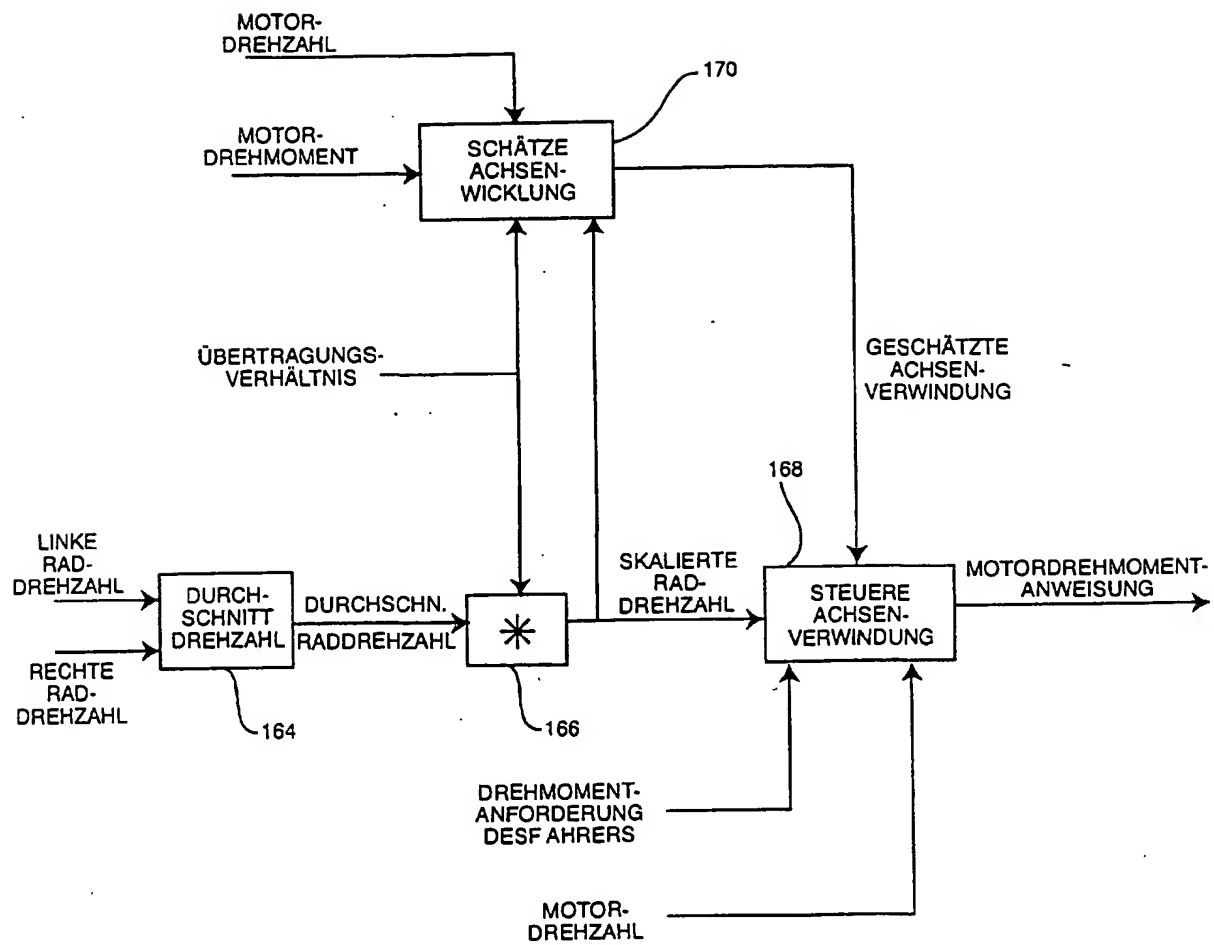 MOTOR-
DREHZAHL
170
MOTOR-
DREHMOMENT
SCHÄTZE
ACHSEN-
WICKLUNG
ÜBERTRAGUNGS-
VERHÄLTNIS
GESCHÄTZTE
ACHSEN-
VERWINDUNG
168
LINKE
RAD-
DREHZAHL
DURCH-
SCHNITT
DREHZAHL
DURCHSCHN.
RADDREHZAHL
SKALIERTE
RAD-
DREHZAHL
STEUERE
ACHSEN-
VERWINDUNG
MOTORDREHMOMENT-
ANWEISUNG
RECHTE
RAD-
DREHZAHL
164
166
DREHMOMENT-
ANFORDERUNG
DESF AHRERS
MOTOR-
DREHZAHL